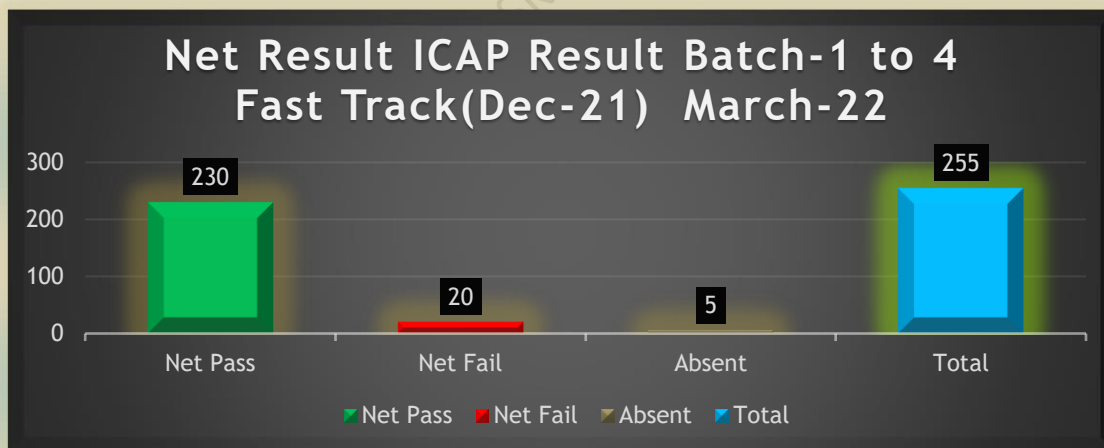 Net Result ICAP Result Batch-1 to 4
Fast Track(Dec-21) March-22
300
200
100
0
230
20
5
255
Net Pass
Net Fail
Absent
Total
Net Pass
Net Fail
Absent
Total